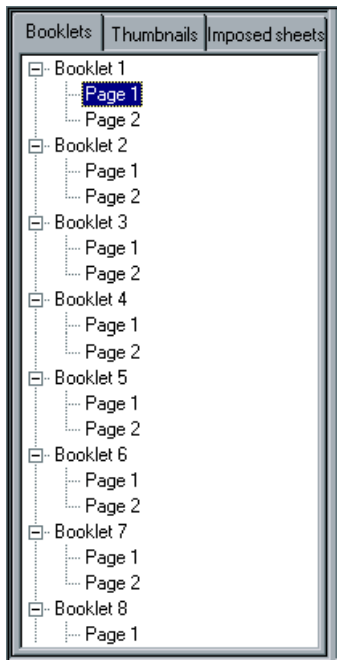 Booklets Thumbnails Imposed sheets
Booklet 1
Page 1
Page 2
Booklet 2
Page 1
Page 2
Booklet 3
Page 1
Page 2
Booklet 4
Page 1
Page 2
Booklet 5
Page 1
Page 2
Booklet 6
Page 1
Page 2
Booklet 7
Page 1
Page 2
Booklet 8
Page 1